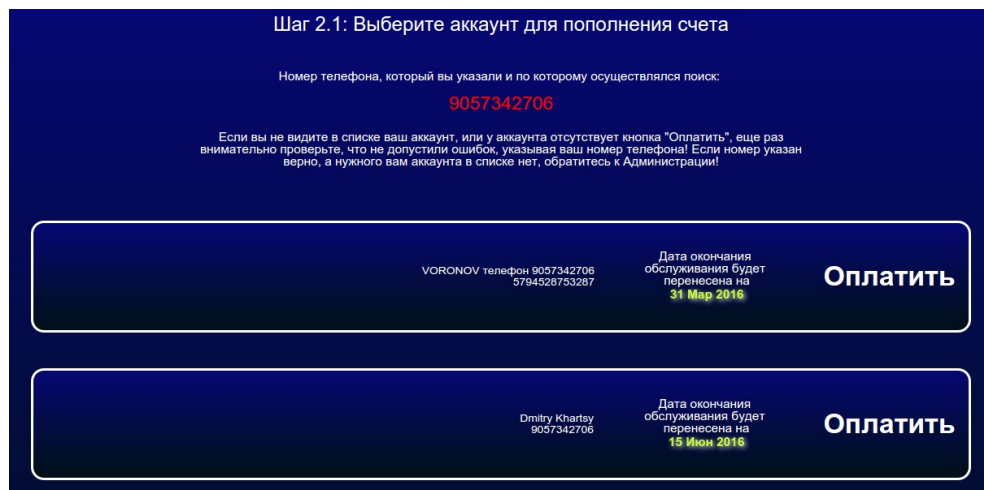 Шаг 2.1: Выберите аккаунт для пополнения счета
Номер телефона, который вы указали и по которому осуществлялся поиск:
9057342706
Если вы не видите в списке ваш аккаунт, или у аккаунта отсутствует кнопка "Оплатить", еще раз
внимательно проверьте, что не допустили ошибок, указывая ваш номер телефона! Если номер указан
верно, а нужного вам аккаунта в списке нет, обратитесь к Администрации!
VORONOV телефон 9057342706
5794528753287
Дата окончания
обслуживания будет
перенесена на
31 Мар 2016
Оплатить
Dmitry Khartsy
9057342706
Дата окончания
обслуживания будет
перенесена на
15 Июн 2016
Оплатить